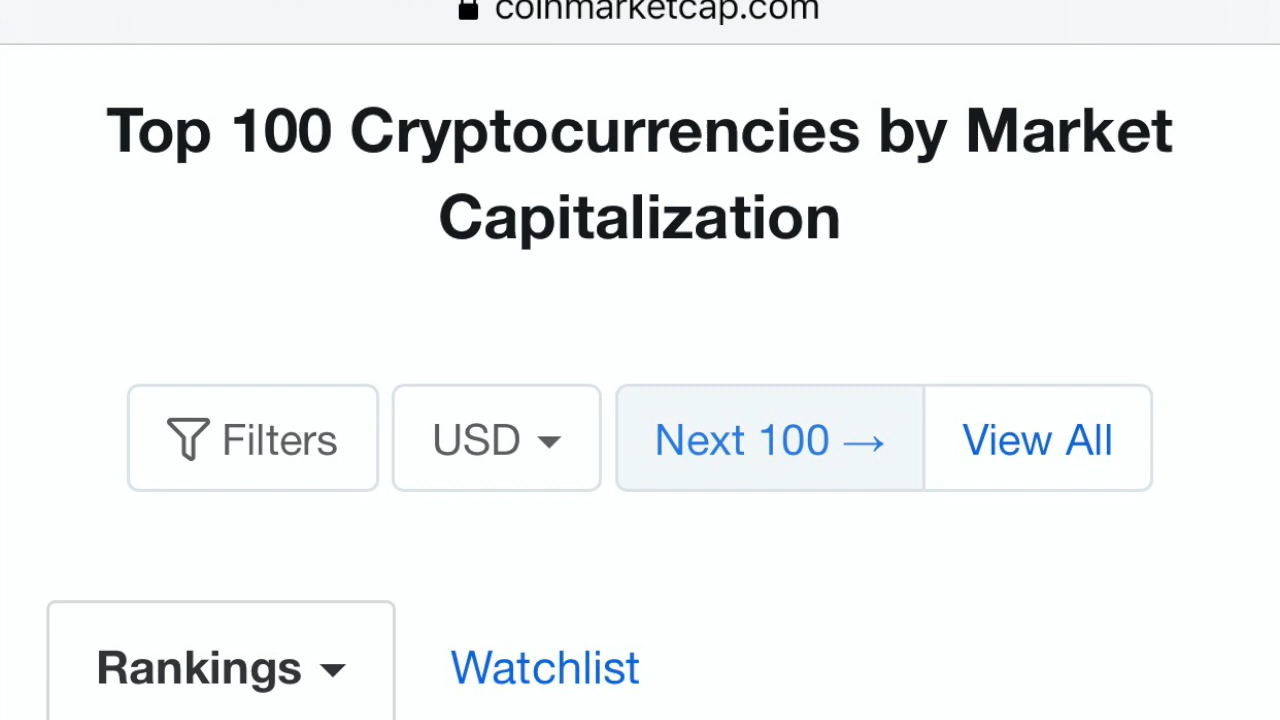 coinmarketcap.com
Top 100 Cryptocurrencies by Market
Capitalization
Filters USD Next 100 → View All
Rankings Watchlist